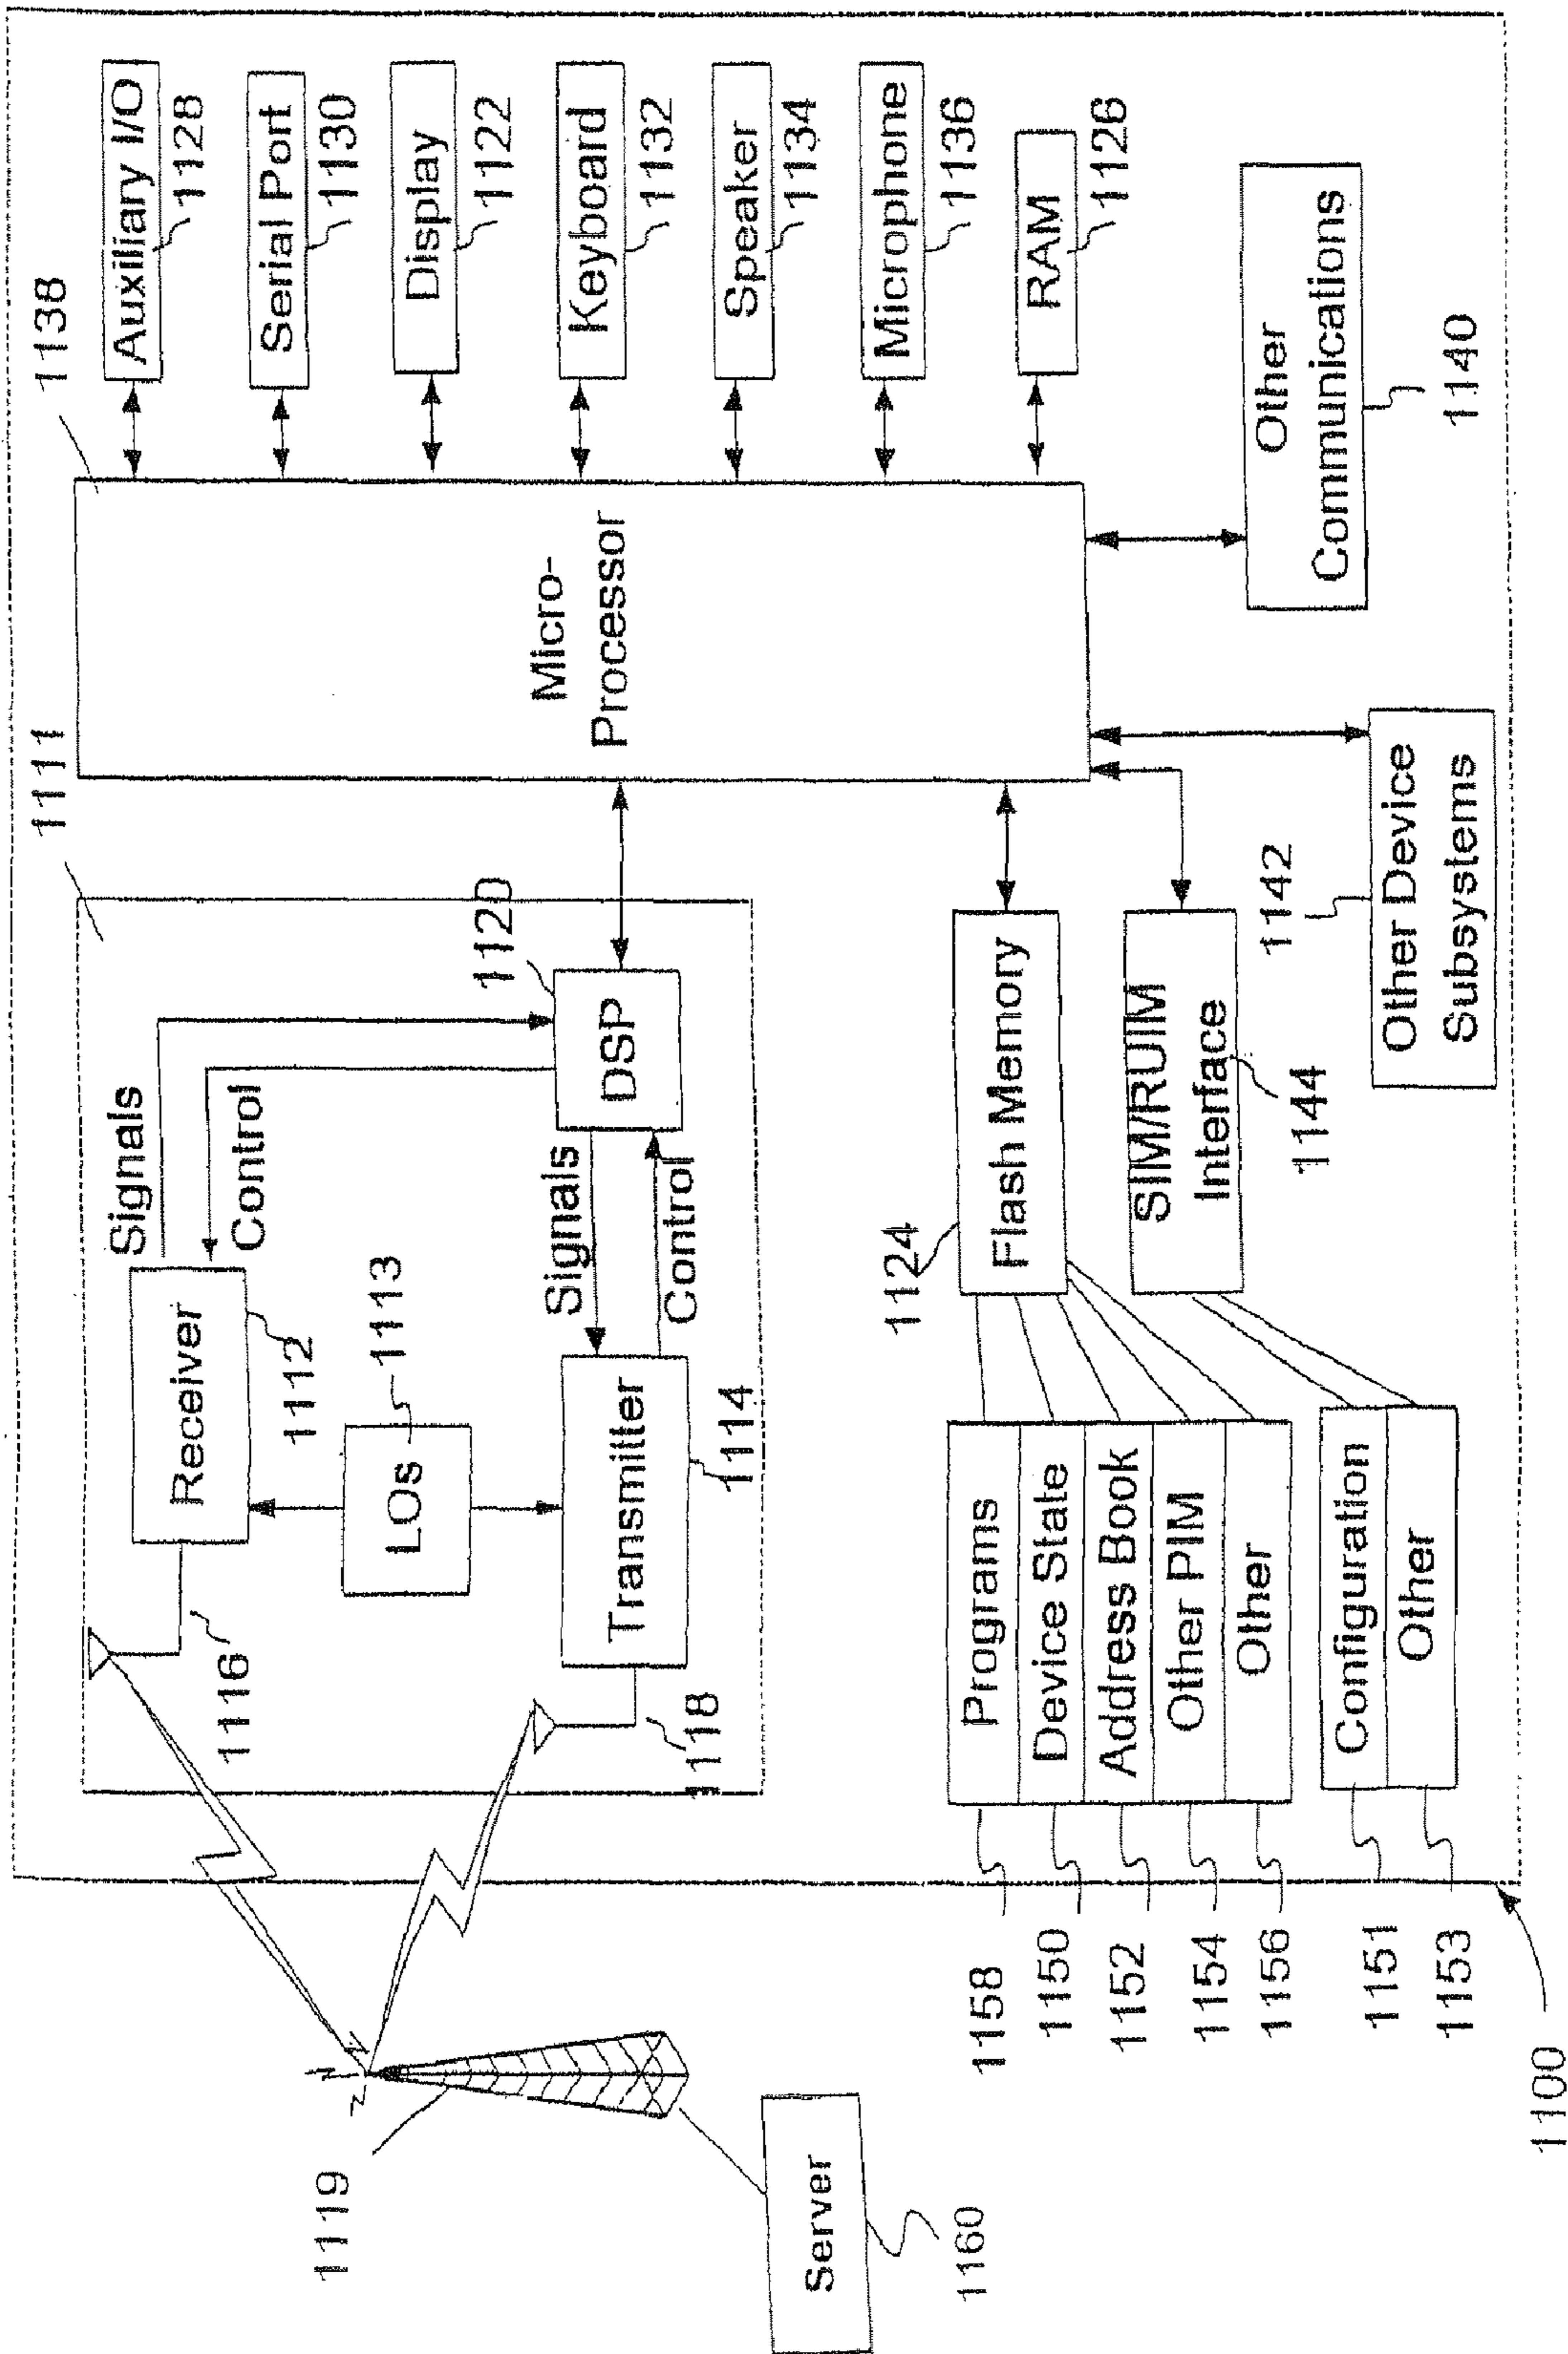 1138
1111
Auxiliary I/O
1128
Serial Port
1130
Display
1122
Keyboard
1132
Speaker
1134
Microphone
1136
RAM
1126
Micro-
Processor
Other
Communications
1140
Other Device
Subsystems
1142
Signals
Control
1120
DSP
Signals
Control
Receiver
1112
LOs
1113
Transmitter
1114
1116
1118
Flash Memory
1124
SIM/RUIM
Interface
1144
Programs
Device State
Address Book
Other PIM
Other
Configuration
Other
1158
1150
1152
1154
1156
1151
1153
1100
1119
Server
1160